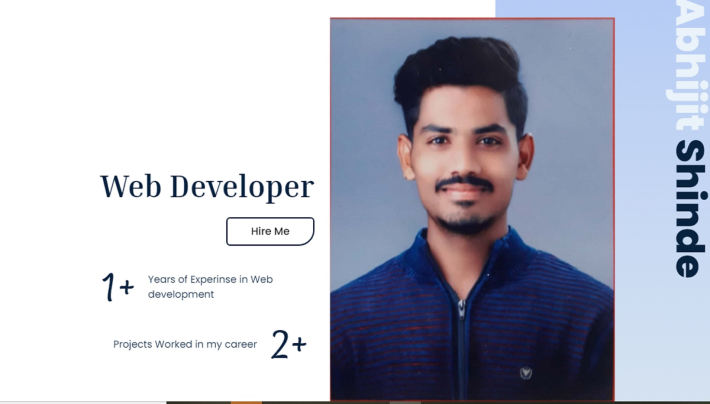 Web Developer
Hire Me
1+
Years of Experinse in Web
development
Projects Worked in my career
2+
Abhijit Shinde